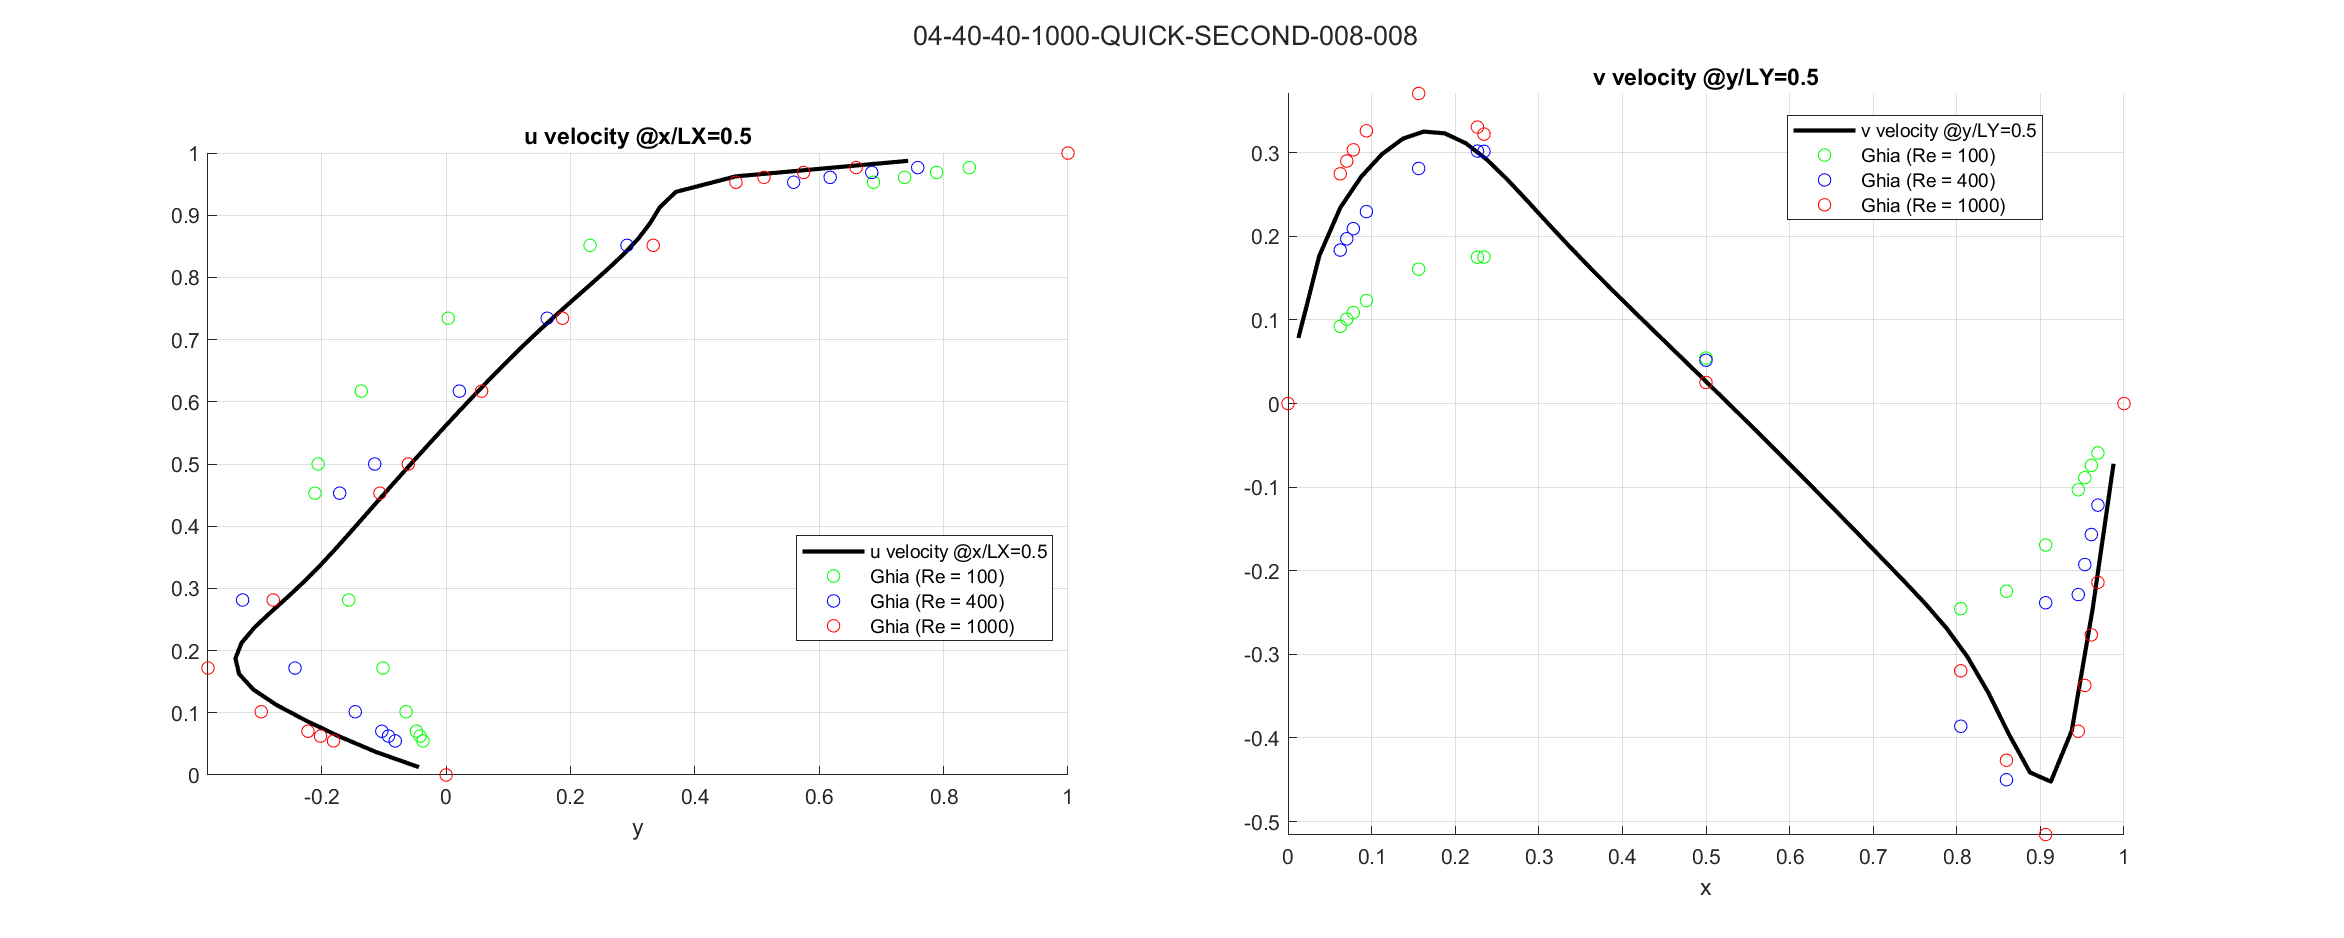 04-40-40-1000-QUICK-SECOND-008-008
u velocity @x/LX=0.5
1
0.9
0.8
0.7
0.6
0.5
0.4
0.3
0.2
0.1
0
-0.2
0
0.2
0.4
0.6
0.8
1
y
u velocity @x/LX=0.5
Ghia (Re = 100)
Ghia (Re = 400)
Ghia (Re = 1000)
v velocity @y/LY=0.5
0.3
0.2
0.1
0
-0.1
-0.2
-0.3
-0.4
-0.5
0
0.1
0.2
0.3
0.4
0.5
0.6
0.7
0.8
0.9
1
x
v velocity @y/LY=0.5
Ghia (Re = 100)
Ghia (Re = 400)
Ghia (Re = 1000)